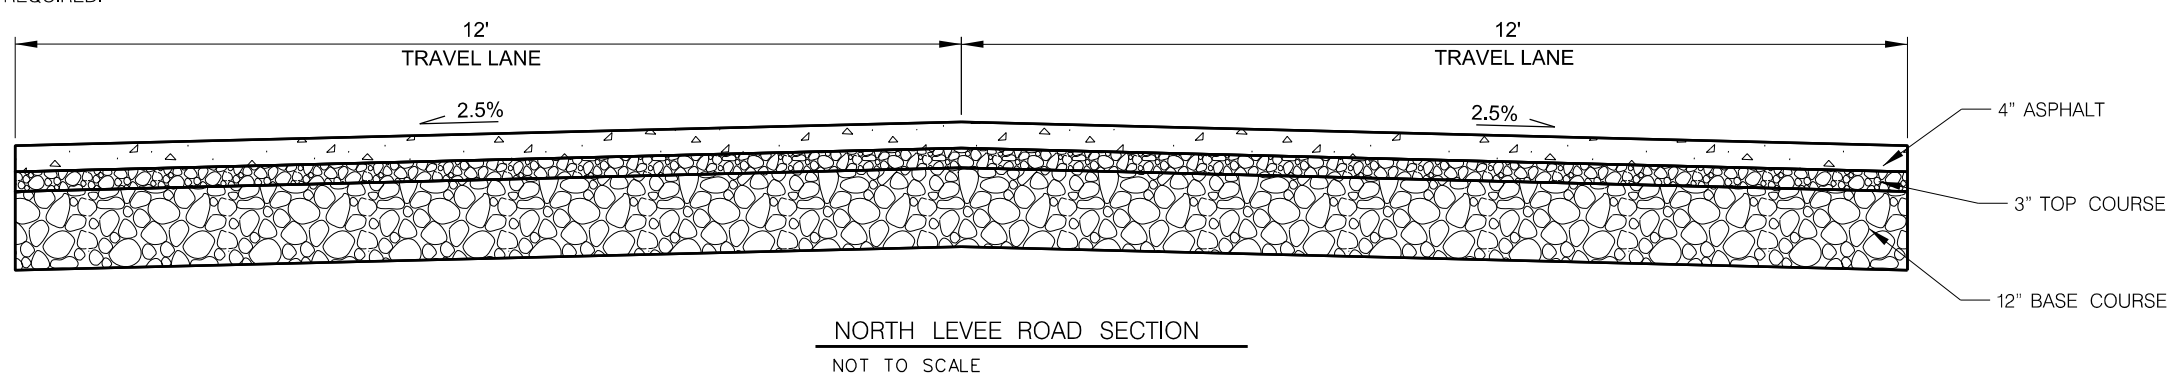 REQUIRED.
12'
TRAVEL LANE
12'
TRAVEL LANE
2.5%
2.5%
4" ASPHALT
3" TOP COURSE
12" BASE COURSE
NORTH LEVEE ROAD SECTION
NOT TO SCALE